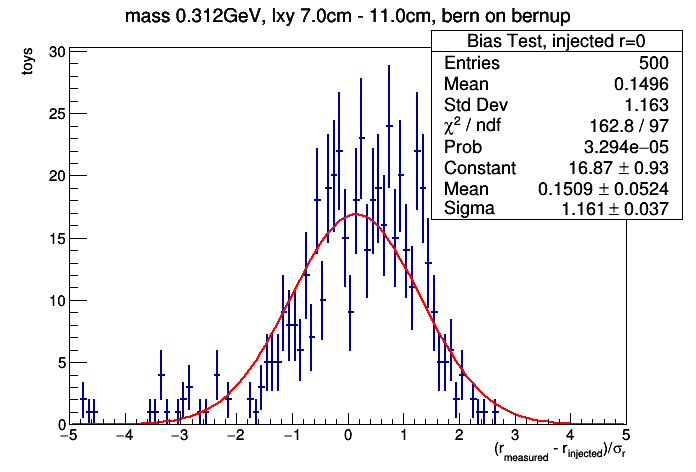 mass 0.312GeV, lxy 7.0cm - 11.0cm, bern on bernup
Bias Test, injected r=0
Entries 500
Mean 0.1496
Std Dev 1.163
χ² / ndf 162.8 / 97
Prob 3.294e−05
Constant 16.87 ± 0.93
Mean 0.1509 ± 0.0524
Sigma 1.161 ± 0.037
toys
30
25
20
15
10
5
0
−5 −4 −3 −2 −1 0 1 2 3 4 5
(r_measured - r_injected)/σ_r